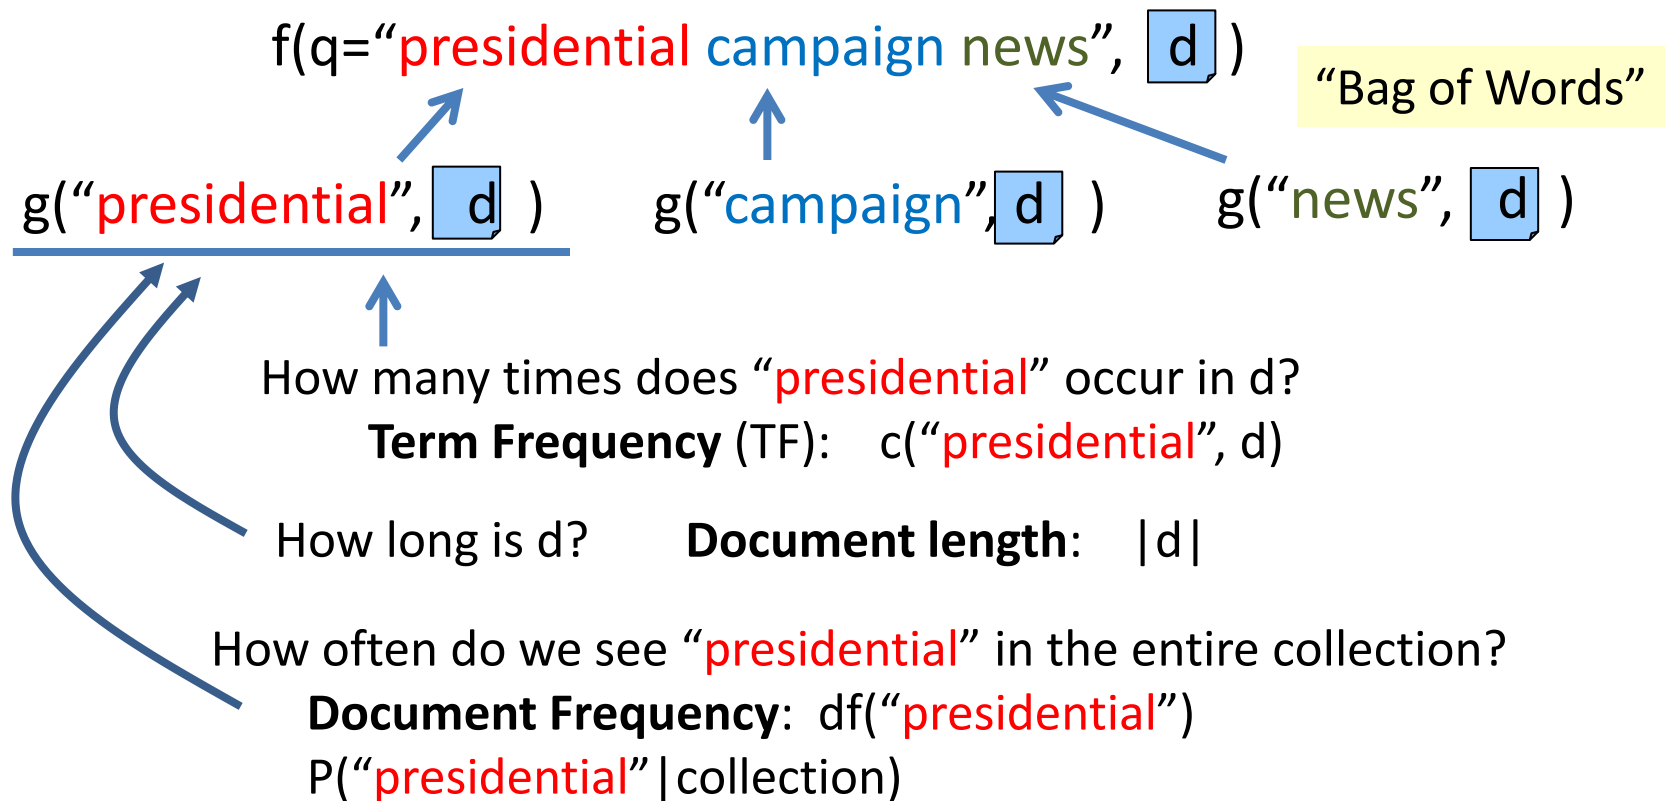 f(q=“presidential campaign news”, d )
“Bag of Words”
g(“presidential”, d )
g(“campaign”, d )
g(“news”, d )
How many times does “presidential” occur in d?
Term Frequency (TF): c(“presidential”, d)
How long is d? Document length: |d|
How often do we see “presidential” in the entire collection?
Document Frequency: df(“presidential”)
P(“presidential”|collection)